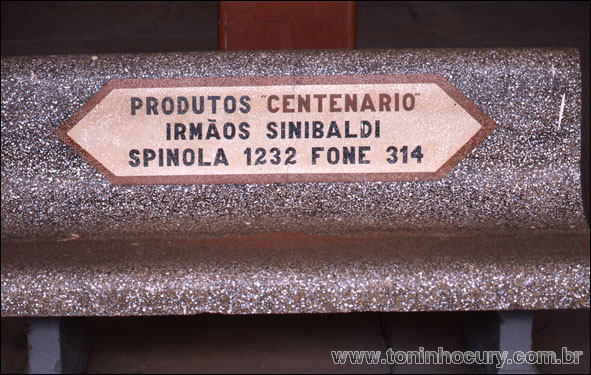 PRODUTOS "CENTENARIO"
IRMÃOS SINIBALDI
SPINOLA 1232 FONE 314
www.toninhocury.com.br